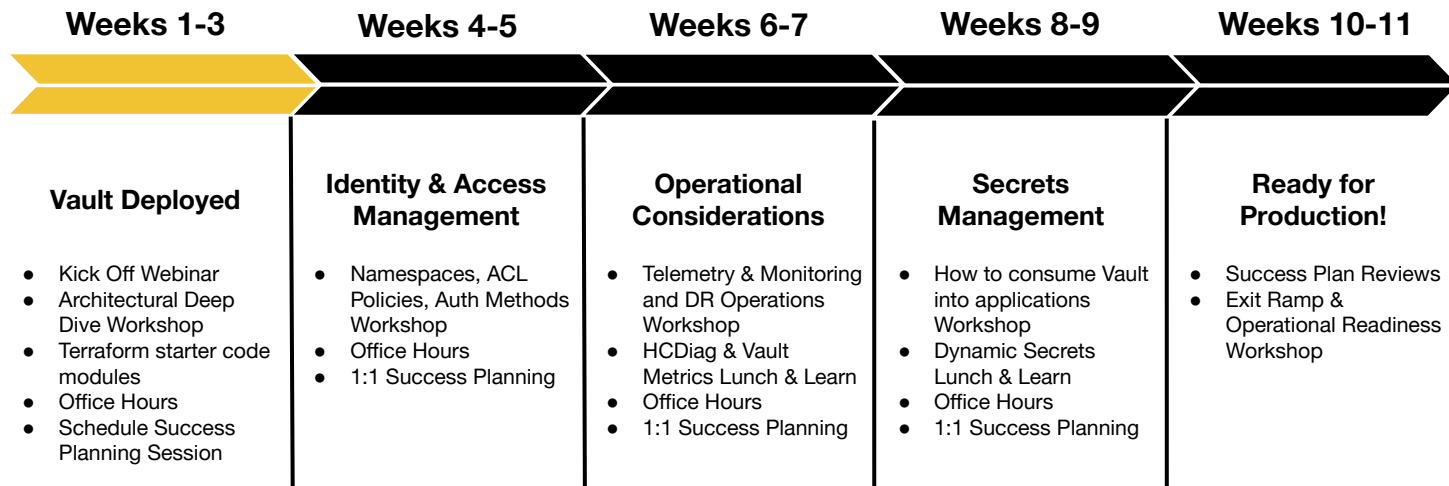 Weeks 1-3
Weeks 4-5
Weeks 6-7
Weeks 8-9
Weeks 10-11
Vault Deployed
● Kick Off Webinar
● Architectural Deep
Dive Workshop
● Terraform starter code
modules
● Office Hours
● Schedule Success
Planning Session
Identity & Access
Management
● Namespaces, ACL
Policies, Auth Methods
Workshop
● Office Hours
● 1:1 Success Planning
Operational
Considerations
● Telemetry & Monitoring
and DR Operations
Workshop
● HCDiag & Vault
Metrics Lunch & Learn
● Office Hours
● 1:1 Success Planning
Secrets
Management
● How to consume Vault
into applications
Workshop
● Dynamic Secrets
Lunch & Learn
● Office Hours
● 1:1 Success Planning
Ready for
Production!
● Success Plan Reviews
● Exit Ramp &
Operational Readiness
Workshop